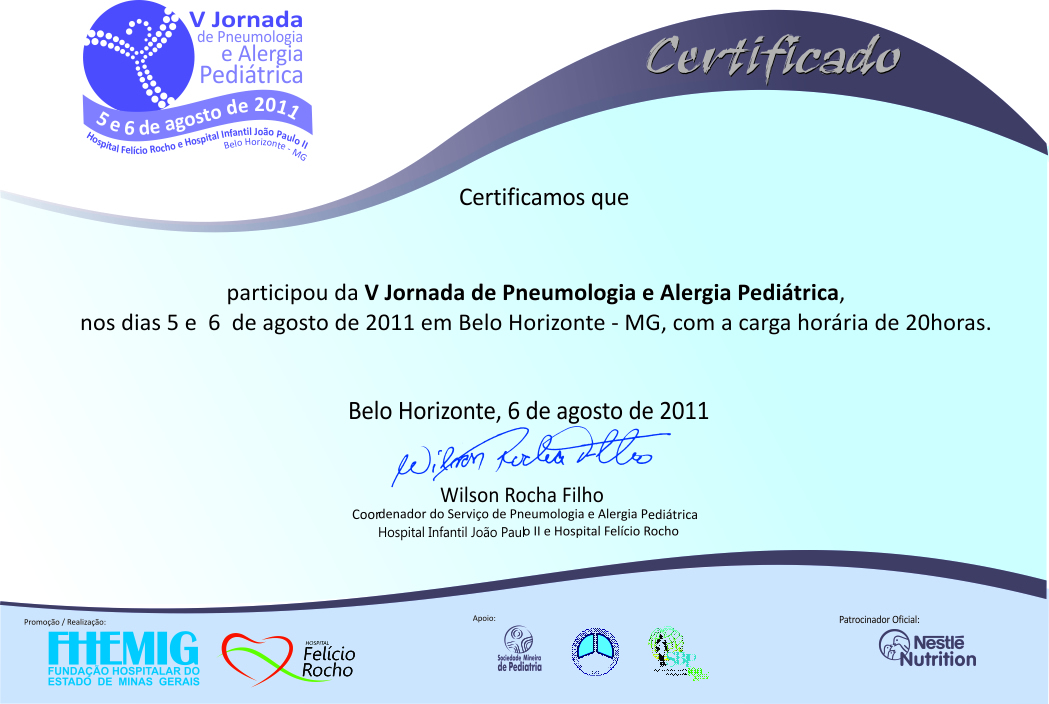 V Jornada
de Pneumologia
e Alergia
Pediátrica
5 e 6 de agosto de 2011
Hospital Felício Rocho e Hospital Infantil João Paulo II
Belo Horizonte - MG
Certificado
Certificamos que
participou da V Jornada de Pneumologia e Alergia Pediátrica,
nos dias 5 e 6 de agosto de 2011 em Belo Horizonte - MG, com a carga horária de 20horas.
Belo Horizonte, 6 de agosto de 2011
Wilson Rocha Filho
Wilson Rocha Filho
Coordenador do Serviço de Pneumologia e Alergia Pediátrica
Hospital Infantil João Paulo II e Hospital Felício Rocho
Promoção / Realização:
FHEMIG
FUNDAÇÃO HOSPITALAR DO
ESTADO DE MINAS GERAIS
HOSPITAL
Felício
Rocho
Apoio:
Sociedade Mineira
de Pediatria
SBP
Patrocinador Oficial:
Nestlé
Nutrition